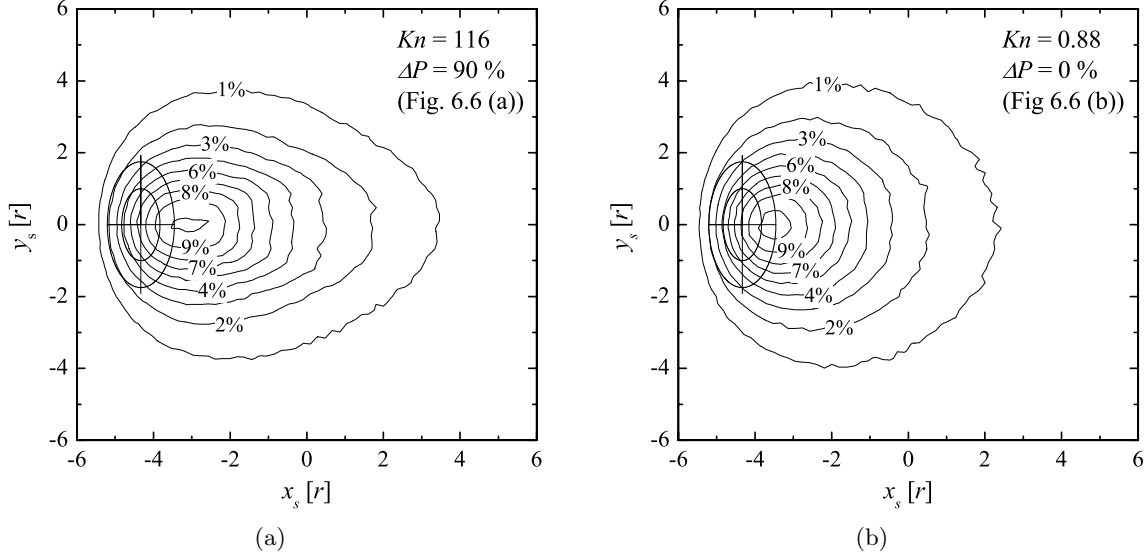 Kn = 116
ΔP = 90 %
(Fig. 6.6 (a))
1%
3%
6%
8%
9%
7%
4%
2%
6
4
2
0
-2
-4
-6
-6 -4 -2 0 2 4 6
y_s [r]
x_s [r]
(a)
Kn = 0.88
ΔP = 0 %
(Fig 6.6 (b))
1%
3%
6%
8%
9%
7%
4%
2%
6
4
2
0
-2
-4
-6
-6 -4 -2 0 2 4 6
y_s [r]
x_s [r]
(b)